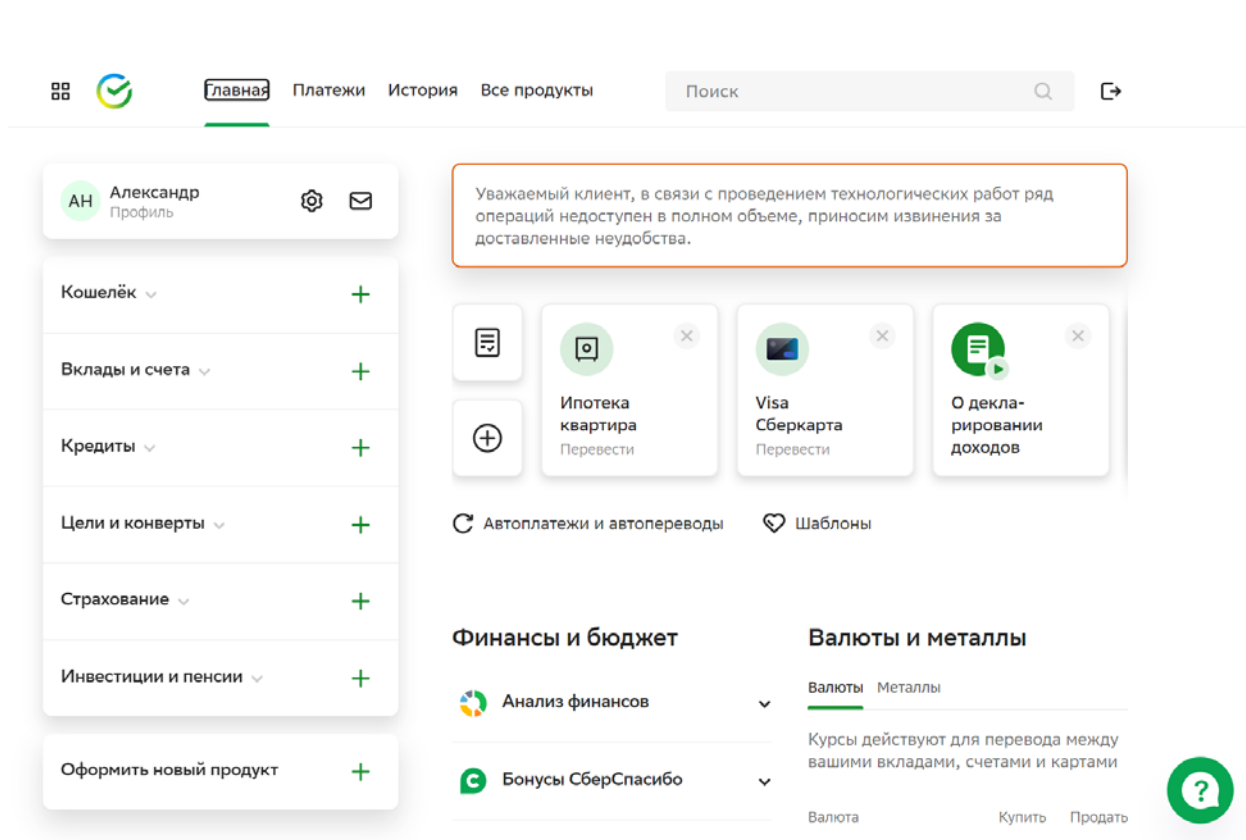 Главная Платежи История Все продукты Поиск
АН Александр
Профиль
Кошелёк
Вклады и счета
Кредиты
Цели и конверты
Страхование
Инвестиции и пенсии
Оформить новый продукт
Уважаемый клиент, в связи с проведением технологических работ ряд
операций недоступен в полном объеме, приносим извинения за
доставленные неудобства.
Ипотека
квартира
Перевести
Visa
Сберкарта
Перевести
О декла-
рировании
доходов
Автоплатежи и автопереводы Шаблоны
Финансы и бюджет
Анализ финансов
Бонусы СберСпасибо
Валюты и металлы
Валюты Металлы
Курсы действуют для перевода между
вашими вкладами, счетами и картами
Валюта Купить Продать